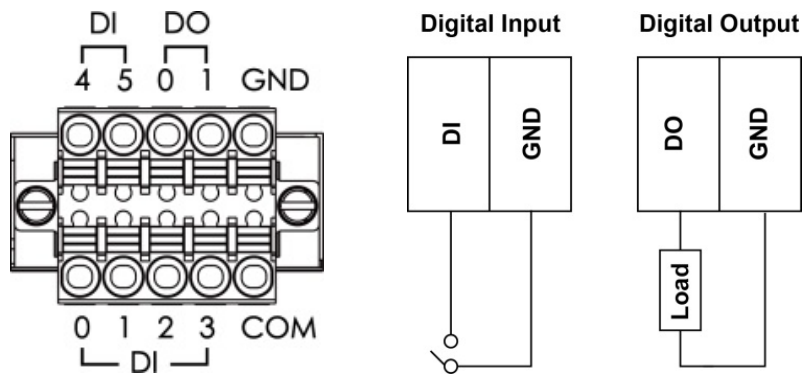 DI DO
4 5 0 1 GND
0 1 2 3 COM
DI
Digital Input
DI GND
Digital Output
DO GND
Load